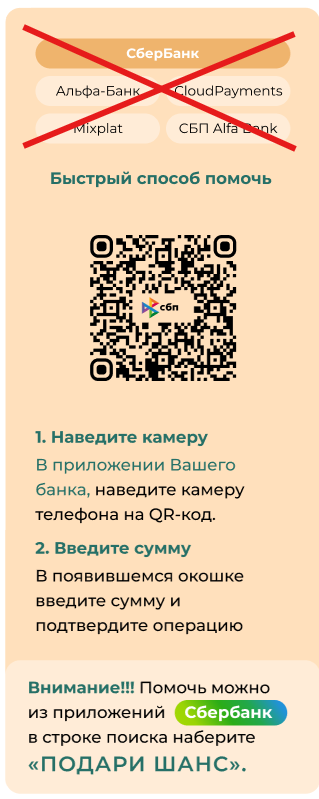 СберБанк
Альфа-Банк
CloudPayments
Mixplat
СБП Alfa Bank
Быстрый способ помочь
сбп
1. Наведите камеру
В приложении Вашего
банка, наведите камеру
телефона на QR-код.
2. Введите сумму
В появившемся окошке
введите сумму и
подтвердите операцию
Внимание!!! Помочь можно
из приложений Сбербанк
в строке поиска наберите
«ПОДАРИ ШАНС».